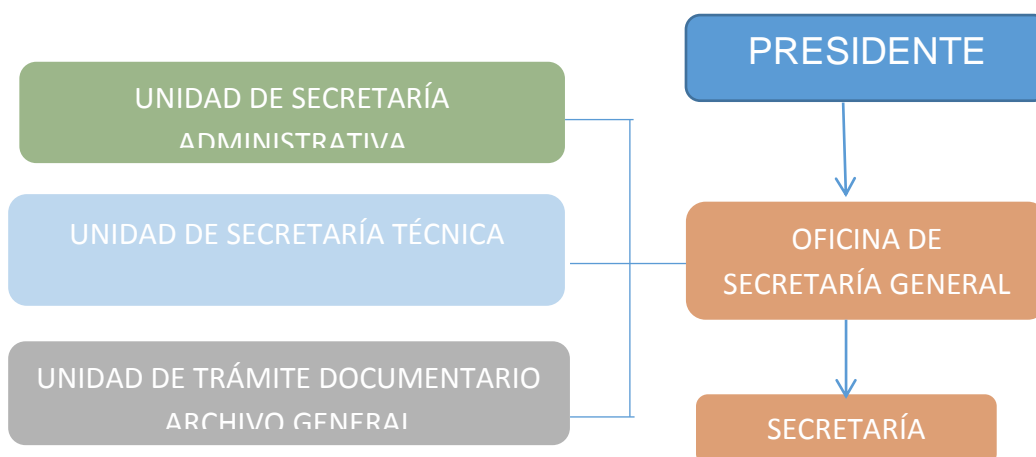 PRESIDENTE
UNIDAD DE SECRETARÍA
ADMINISTRATIVA
UNIDAD DE SECRETARÍA TÉCNICA
OFICINA DE
SECRETARÍA GENERAL
UNIDAD DE TRÁMITE DOCUMENTARIO
ARCHIVO GENERAL
SECRETARÍA